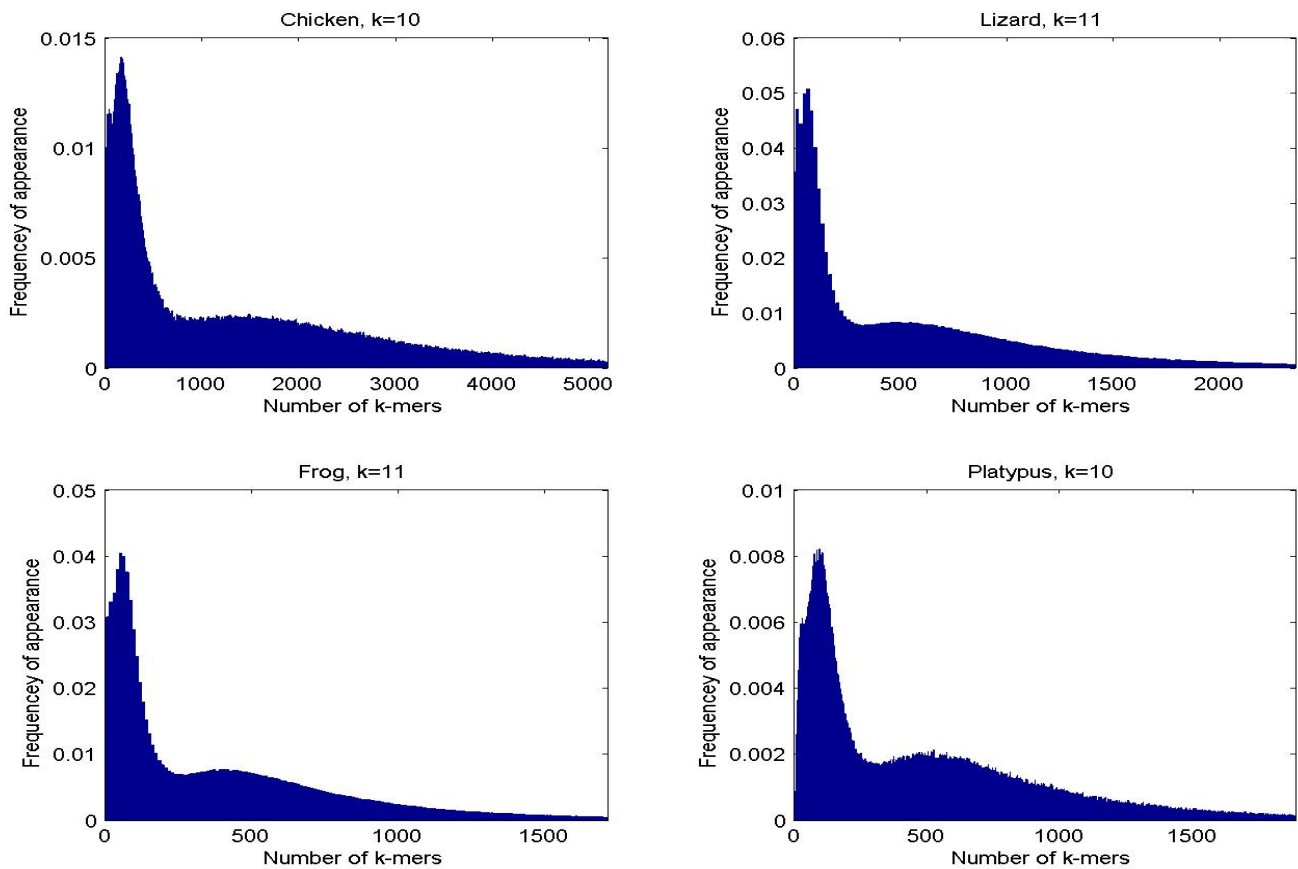 Chicken, k=10
0.015
0.01
0.005
0
Frequencey of appearance
0 1000 2000 3000 4000 5000
Number of k-mers
Lizard, k=11
0.06
0.05
0.04
0.03
0.02
0.01
0
Frequencey of appearance
0 500 1000 1500 2000
Number of k-mers
Frog, k=11
0.05
0.04
0.03
0.02
0.01
0
Frequencey of appearance
0 500 1000 1500
Number of k-mers
Platypus, k=10
0.01
0.008
0.006
0.004
0.002
0
Frequencey of appearance
0 500 1000 1500
Number of k-mers